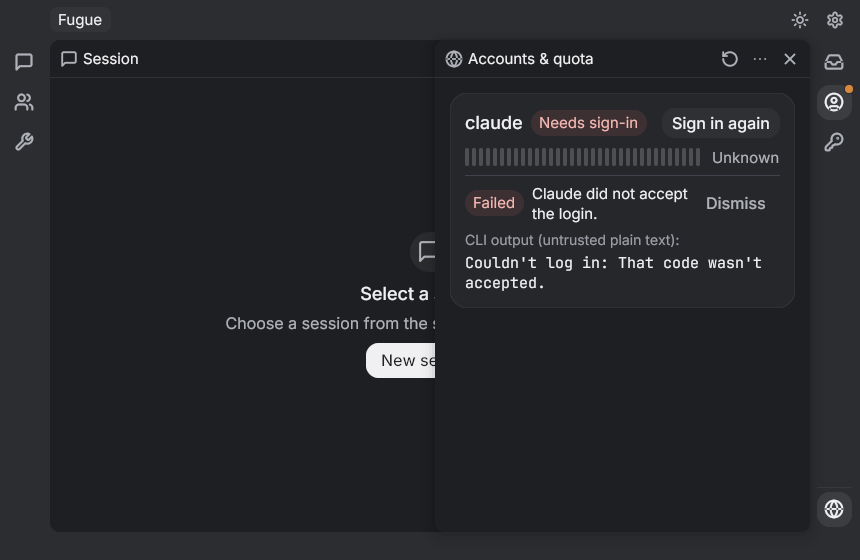 Fugue
Session
Accounts & quota
claude Needs sign-in Sign in again
Unknown
Failed Claude did not accept the login. Dismiss
CLI output (untrusted plain text):
Couldn't log in: That code wasn't
accepted.
Select a
Choose a session from the
New se